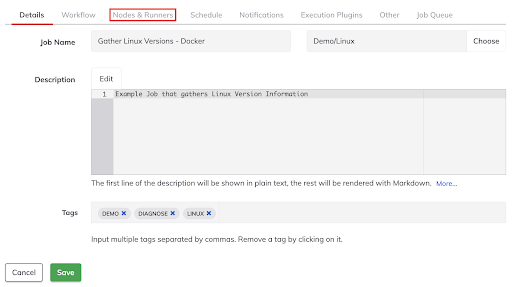 Details Workflow Nodes & Runners Schedule Notifications Execution Plugins Other Job Queue
Job Name Gather Linux Versions - Docker Demo/Linux Choose
Description Edit
1 Example Job that gathers Linux Version Information
The first line of the description will be shown in plain text, the rest will be rendered with Markdown. More...
Tags DEMO × DIAGNOSE × LINUX ×
Input multiple tags separated by commas. Remove a tag by clicking on it.
Cancel Save